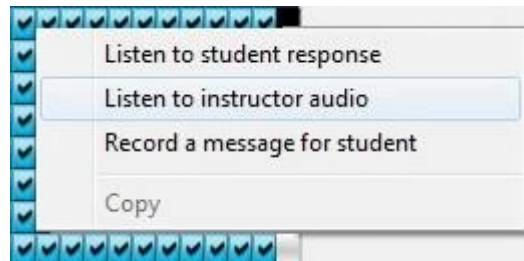 Listen to student response
Listen to instructor audio
Record a message for student
Copy